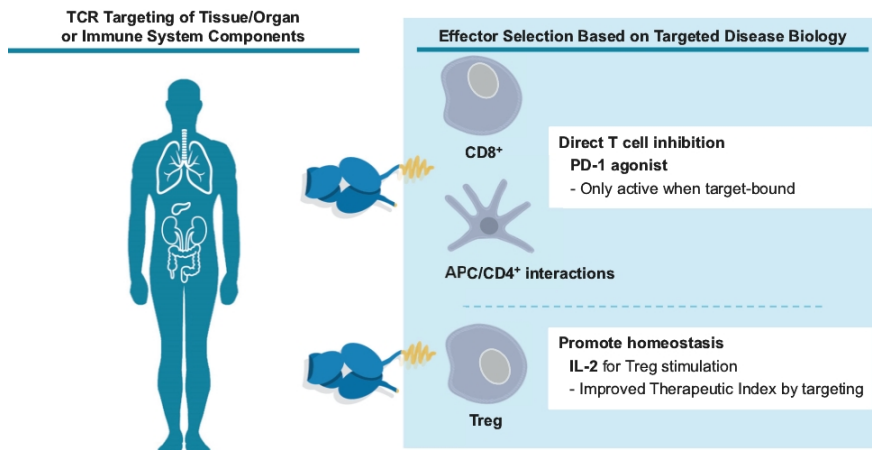 TCR Targeting of Tissue/Organ
or Immune System Components
Effector Selection Based on Targeted Disease Biology
CD8⁺
Direct T cell inhibition
PD-1 agonist
- Only active when target-bound
APC/CD4⁺ interactions
Promote homeostasis
IL-2 for Treg stimulation
- Improved Therapeutic Index by targeting
Treg